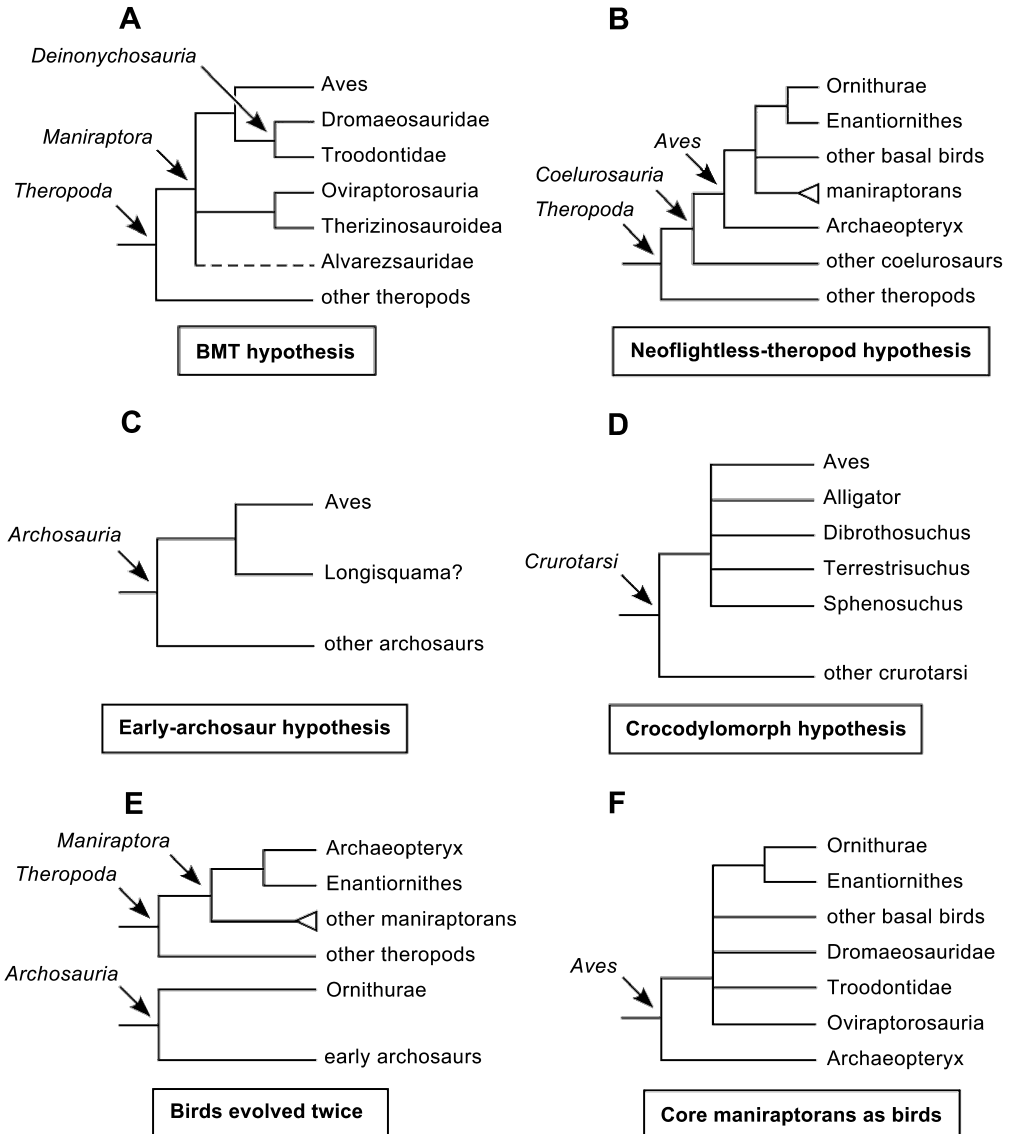 A
Deinonychosauria
Aves
Dromaeosauridae
Maniraptora
Troodontidae
Theropoda
Oviraptorosauria
Therizinosauroidea
Alvarezsauridae
other theropods
BMT hypothesis
B
Ornithurae
Enantiornithes
Aves
other basal birds
Coelurosauria
maniraptorans
Theropoda
Archaeopteryx
other coelurosaurs
other theropods
Neoflightless-theropod hypothesis
C
Aves
Archosauria
Longisquama?
other archosaurs
Early-archosaur hypothesis
D
Aves
Alligator
Dibrothosuchus
Crurotarsi
Terrestrisuchus
Sphenosuchus
other crurotarsi
Crocodylomorph hypothesis
E
Maniraptora
Archaeopteryx
Theropoda
Enantiornithes
other maniraptorans
other theropods
Archosauria
Ornithurae
early archosaurs
Birds evolved twice
F
Ornithurae
Enantiornithes
other basal birds
Dromaeosauridae
Aves
Troodontidae
Oviraptorosauria
Archaeopteryx
Core maniraptorans as birds